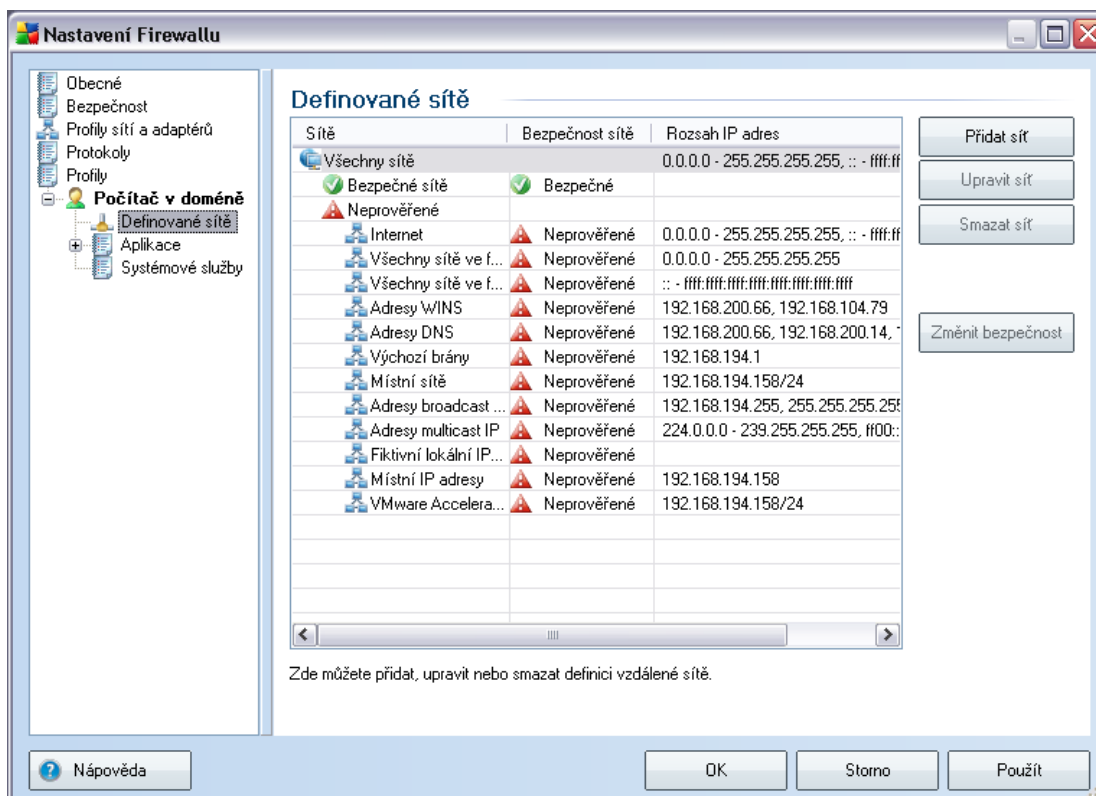 Nastavení Firewallu
Obecné
Bezpečnost
Profily sítí a adaptérů
Protokoly
Profily
Počítač v doméně
Definované sítě
Aplikace
Systémové služby
Definované sítě
Sítě Bezpečnost sítě Rozsah IP adres
Všechny sítě 0.0.0.0 - 255.255.255.255, :: - ffff:ff
Bezpečné sítě Bezpečné
Neprověřené
Internet Neprověřené 0.0.0.0 - 255.255.255.255, :: - ffff:ff
Všechny sítě ve f... Neprověřené 0.0.0.0 - 255.255.255.255
Všechny sítě ve f... Neprověřené :: - ffff:ffff:ffff:ffff:ffff:ffff:ffff:ffff
Adresy WINS Neprověřené 192.168.200.66, 192.168.104.79
Adresy DNS Neprověřené 192.168.200.66, 192.168.200.14,
Výchozí brány Neprověřené 192.168.194.1
Místní sítě Neprověřené 192.168.194.158/24
Adresy broadcast ... Neprověřené 192.168.194.255, 255.255.255.255
Adresy multicast IP Neprověřené 224.0.0.0 - 239.255.255.255, ff00::
Fiktivní lokální IP... Neprověřené
Místní IP adresy Neprověřené 192.168.194.158
VMware Accelera... Neprověřené 192.168.194.158/24
Přidat síť
Upravit síť
Smazat síť
Změnit bezpečnost
Zde můžete přidat, upravit nebo smazat definici vzdálené sítě.
Nápověda
OK
Storno
Použít